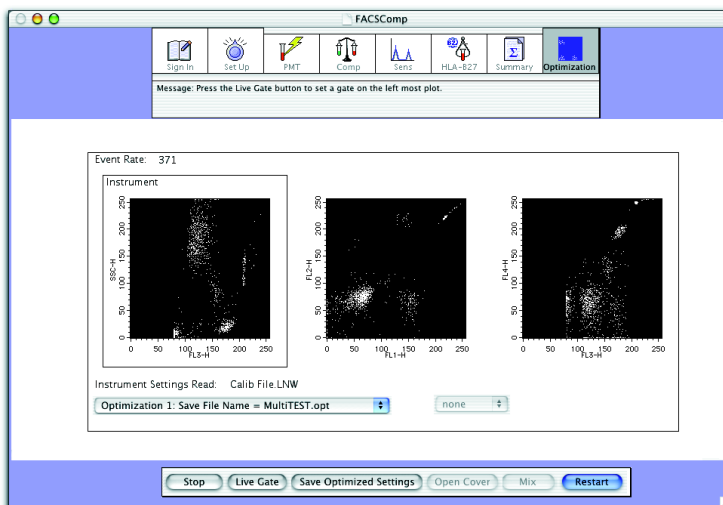 FACSComp
Sign In Set Up PMT Comp Sens HLA-B27 Summary Optimization
Message: Press the Live Gate button to set a gate on the left most plot.
Event Rate: 371
Instrument
250
200
150
100
50
0
SSC-H
0 50 100 150 200 250
FL3-H
250
200
150
100
50
0
FL2-H
0 50 100 150 200 250
FL1-H
250
200
150
100
50
0
FL4-H
0 50 100 150 200 250
FL3-H
Instrument Settings Read: Calib File.LNW
Optimization 1: Save File Name = MultiTEST.opt none
Stop Live Gate Save Optimized Settings Open Cover Mix Restart